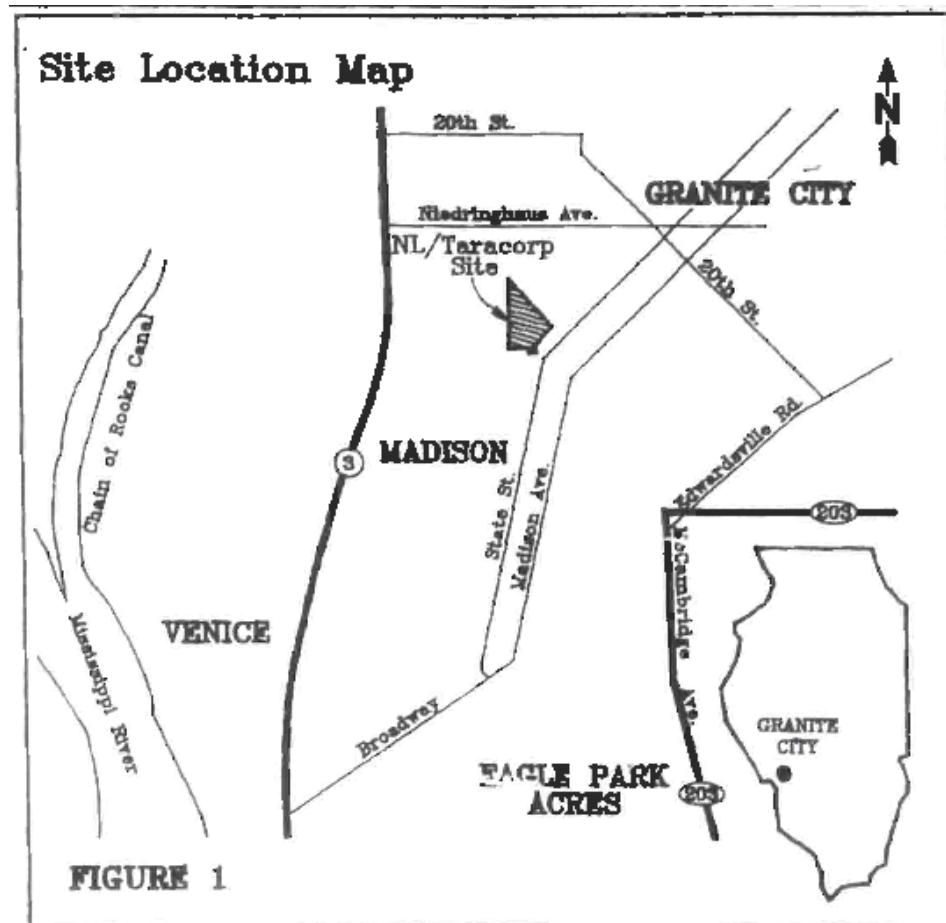 Site Location Map
N
20th St.
GRANITE CITY
Niedringhaus Ave.
NL/Taracorp
Site
20th St.
Chain of Rocks Canal
3
MADISON
Edwardsville Rd.
State St.
Madison Ave.
203
McCambridge Ave.
VENICE
Mississippi River
Broadway
GRANITE
CITY
EAGLE PARK
ACRES
203
FIGURE 1